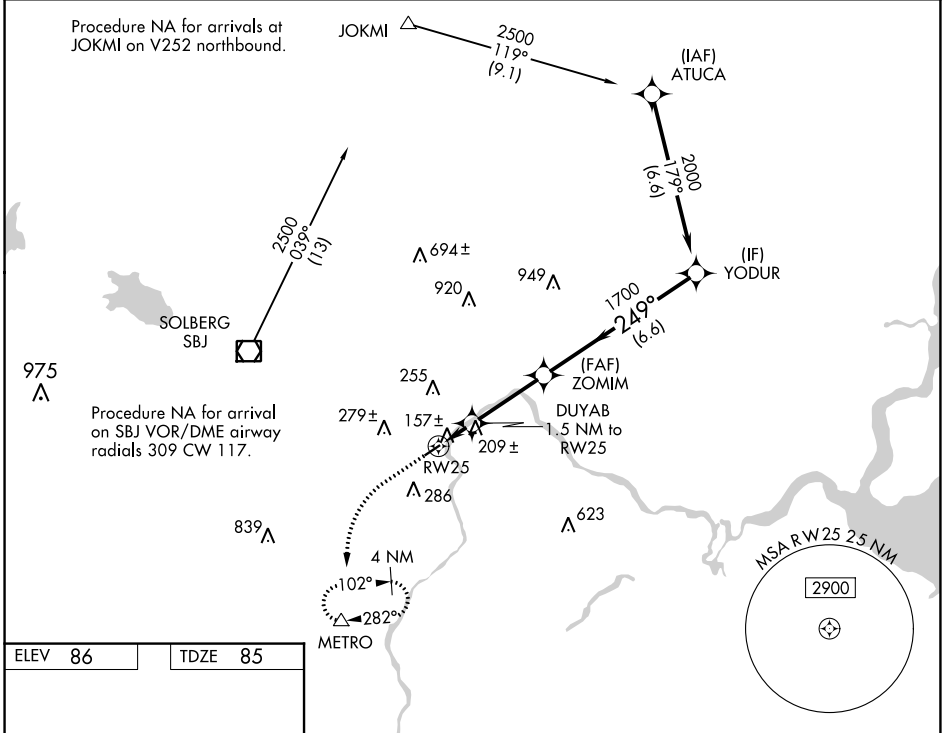 Procedure NA for arrivals at
JOKMI on V252 northbound.
JOKMI
2500
119°
(9.1)
(IAF)
ATUCA
2000
179°
(6.6)
2500
039°
(13)
694±
920
949
(IF)
YODUR
1700
249°
(6.6)
SOLBERG
SBJ
975
(FAF)
ZOMIM
255
Procedure NA for arrival
on SBJ VOR/DME airway
radials 309 CW 117.
279±
157±
DUYAB
1.5 NM to
RW25
209±
RW25
286
839
623
4 NM
102°
282°
METRO
MSA RW25 25 NM
2900
ELEV 86
TDZE 85